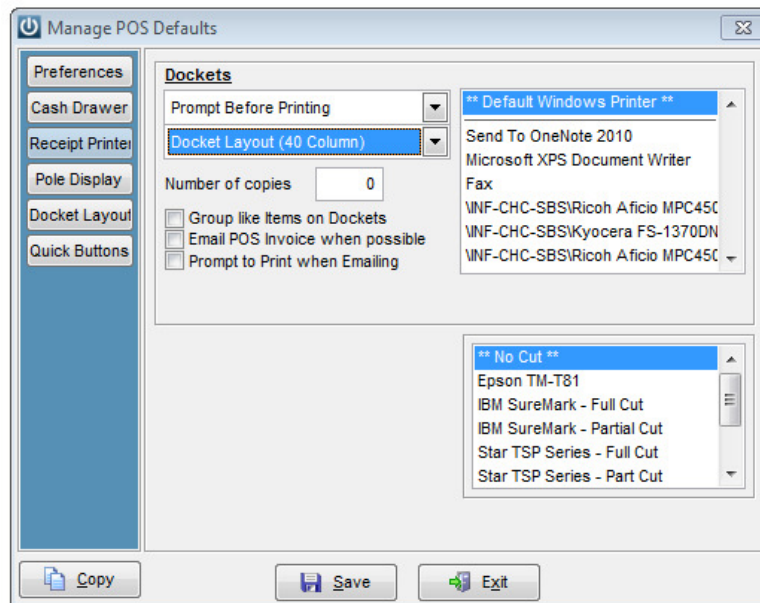 Manage POS Defaults
Preferences
Cash Drawer
Receipt Printer
Pole Display
Docket Layout
Quick Buttons
Dockets
Prompt Before Printing
Docket Layout (40 Column)
Number of copies 0
Group like Items on Dockets
Email POS Invoice when possible
Prompt to Print when Emailing
** Default Windows Printer **
Send To OneNote 2010
Microsoft XPS Document Writer
Fax
\INF-CHC-SBS\Ricoh Aficio MPC450
\INF-CHC-SBS\Kyocera FS-1370DN
\INF-CHC-SBS\Ricoh Aficio MPC450
** No Cut **
Epson TM-T81
IBM SureMark - Full Cut
IBM SureMark - Partial Cut
Star TSP Series - Full Cut
Star TSP Series - Part Cut
Copy
Save
Exit